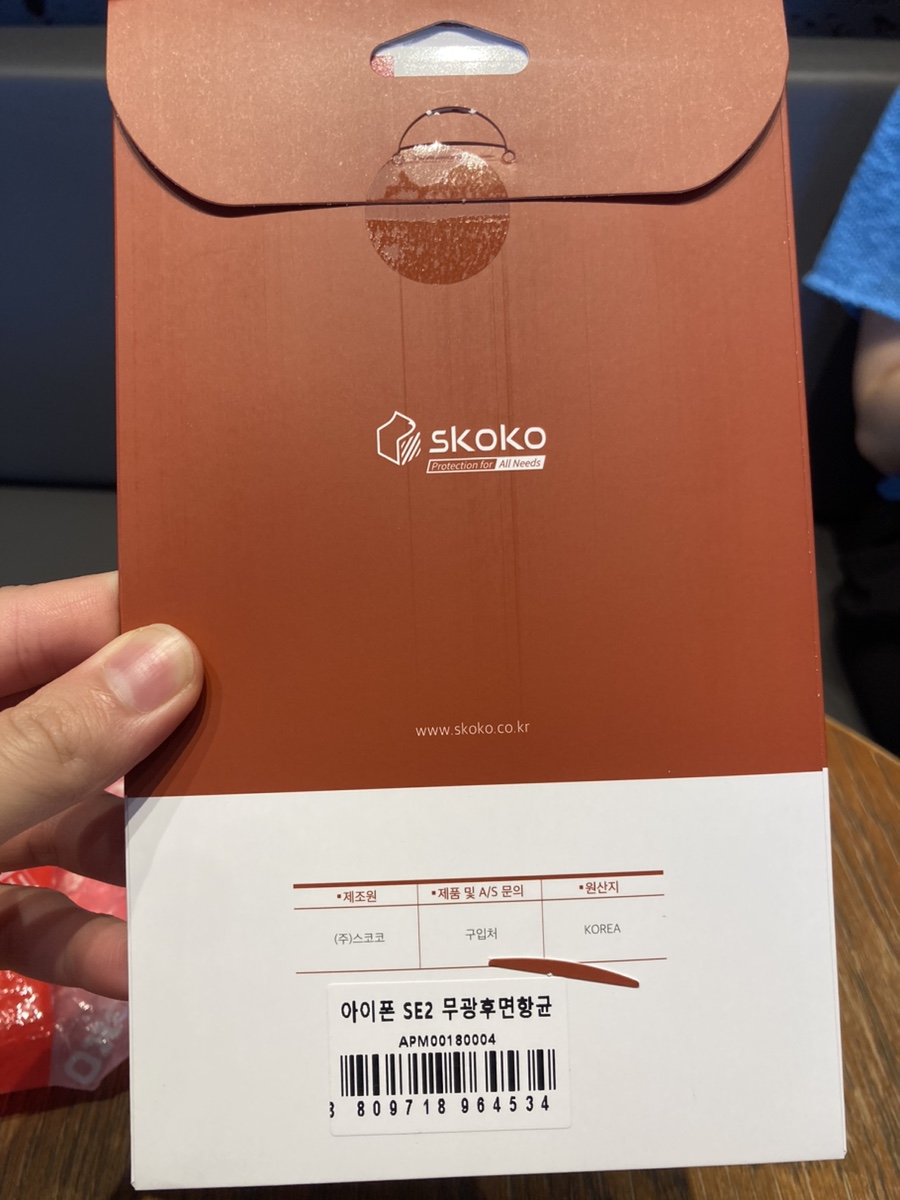 skoko
Protection for All Needs
www.skoko.co.kr
▪제조원 ▪제품 및 A/S 문의 ▪원산지
(주)스코코 구입처 KOREA
아이폰 SE2 무광후면항균
APM00180004
8 809718 964534